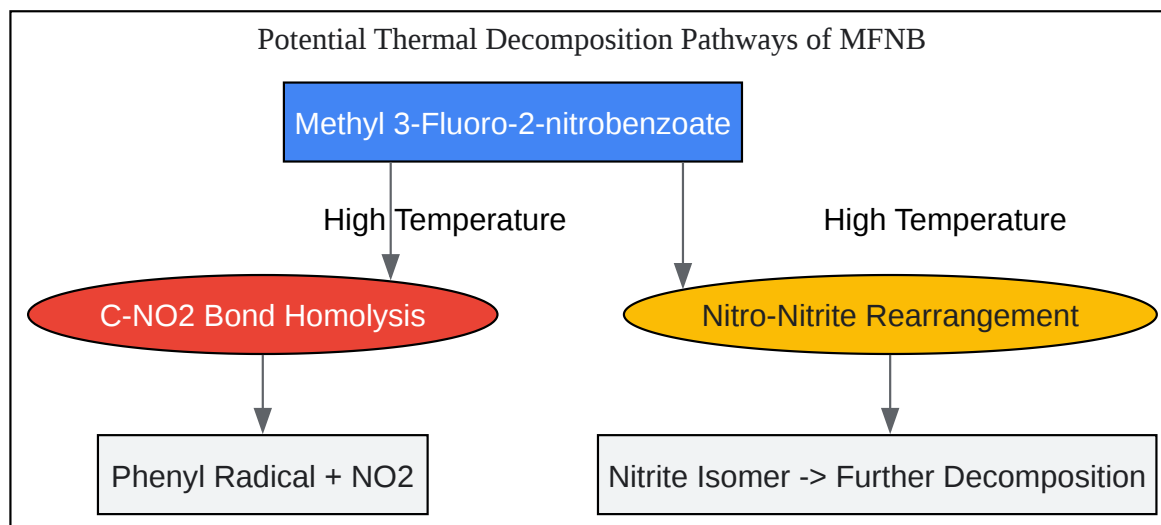 Potential Thermal Decomposition Pathways of MFNB
Methyl 3-Fluoro-2-nitrobenzoate
High Temperature
High Temperature
C-NO2 Bond Homolysis
Nitro-Nitrite Rearrangement
Phenyl Radical + NO2
Nitrite Isomer -> Further Decomposition